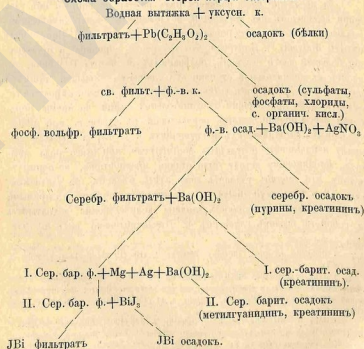 Водная вытяжка + уксусн. к.
фильтратъ+Pb(C₂H₃O₂)₂ осадокъ (бѣлки)
св. фильт.+ф.-в. к. осадокъ (сульфаты,
фосфаты, хлориды,
с. органич. кисл.)
фосф. вольфр. фильтратъ ф.-в. осад.+Ba(OH)₂+AgNO₃
Серебр. фильтратъ+Ba(OH)₂ серебр. осадокъ
(пурины, креатининъ)
I. Сер. бар. ф.+Mg+Ag+Ba(OH)₂ I. сер.-барит. осад.
(креатининъ).
II. Сер. бар. ф.+BiJ₃ II. Сер. барит. осадокъ
(метилгуанидинъ, креатининъ)
JBi фильтратъ JBi осадокъ.